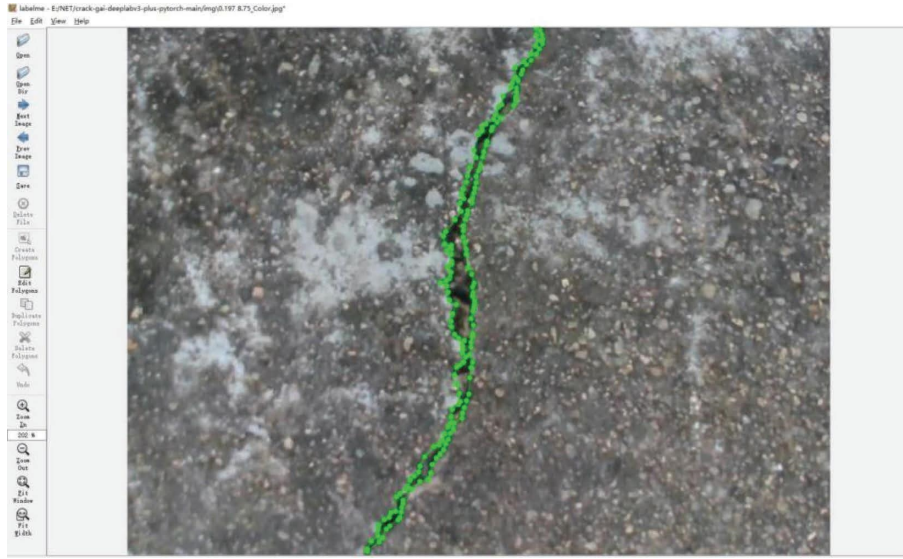 labelme - E:/NET/crack-gai-deeplabv3-plus-pytorch-main/img\0.197 8.75_Color.jpg*
File Edit View Help
Open
Open
Dir
Next
Image
Prev
Image
Save
Delete
File
Create
Polygons
Edit
Polygons
Duplicate
Polygons
Delete
Polygons
Undo
Zoom
In
202 %
Zoom
Out
Fit
Window
Fit
Width